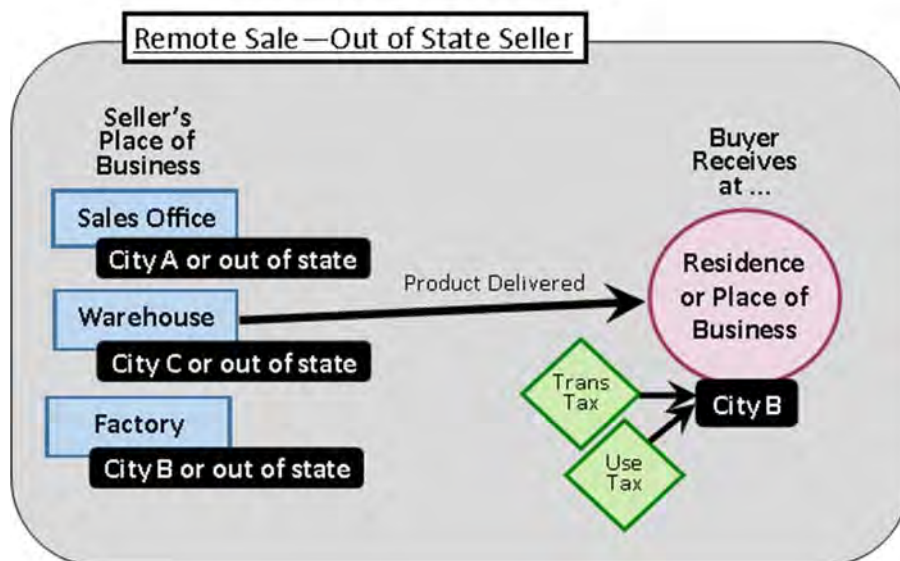 Remote Sale—Out of State Seller
Seller's
Place of
Business
Sales Office
City A or out of state
Warehouse
City C or out of state
Factory
City B or out of state
Product Delivered
Buyer
Receives
at ...
Residence
or Place of
Business
City B
Trans
Tax
Use
Tax